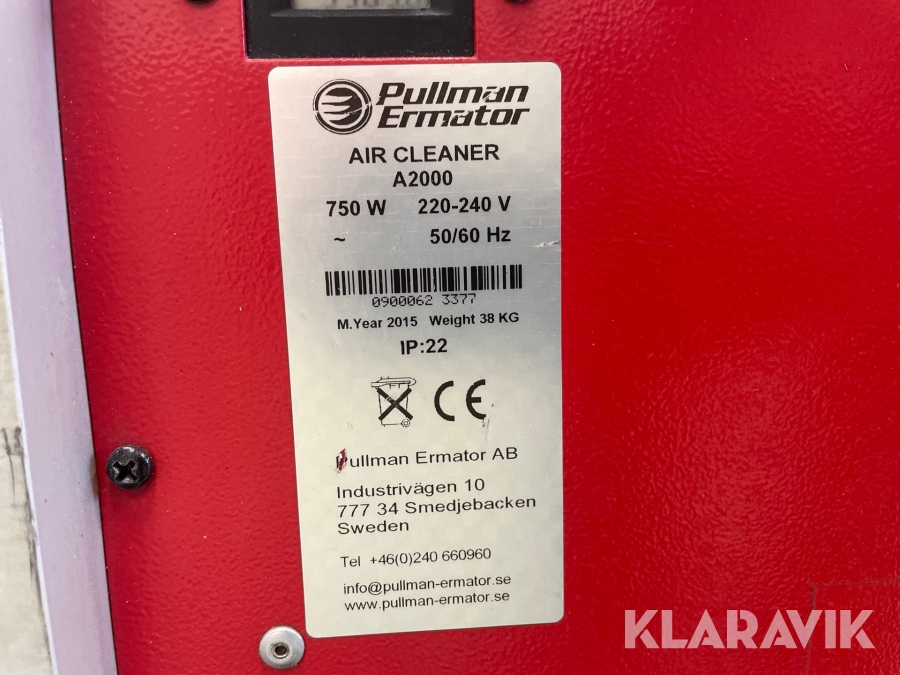 Pullman
Ermator
AIR CLEANER
A2000
750 W 220-240 V
~ 50/60 Hz
0900062 3377
M.Year 2015 Weight 38 KG
IP:22
CE
Pullman Ermator AB
Industrivägen 10
777 34 Smedjebacken
Sweden
Tel +46(0)240 660960
info@pullman-ermator.se
www.pullman-ermator.se
KLARAVIK